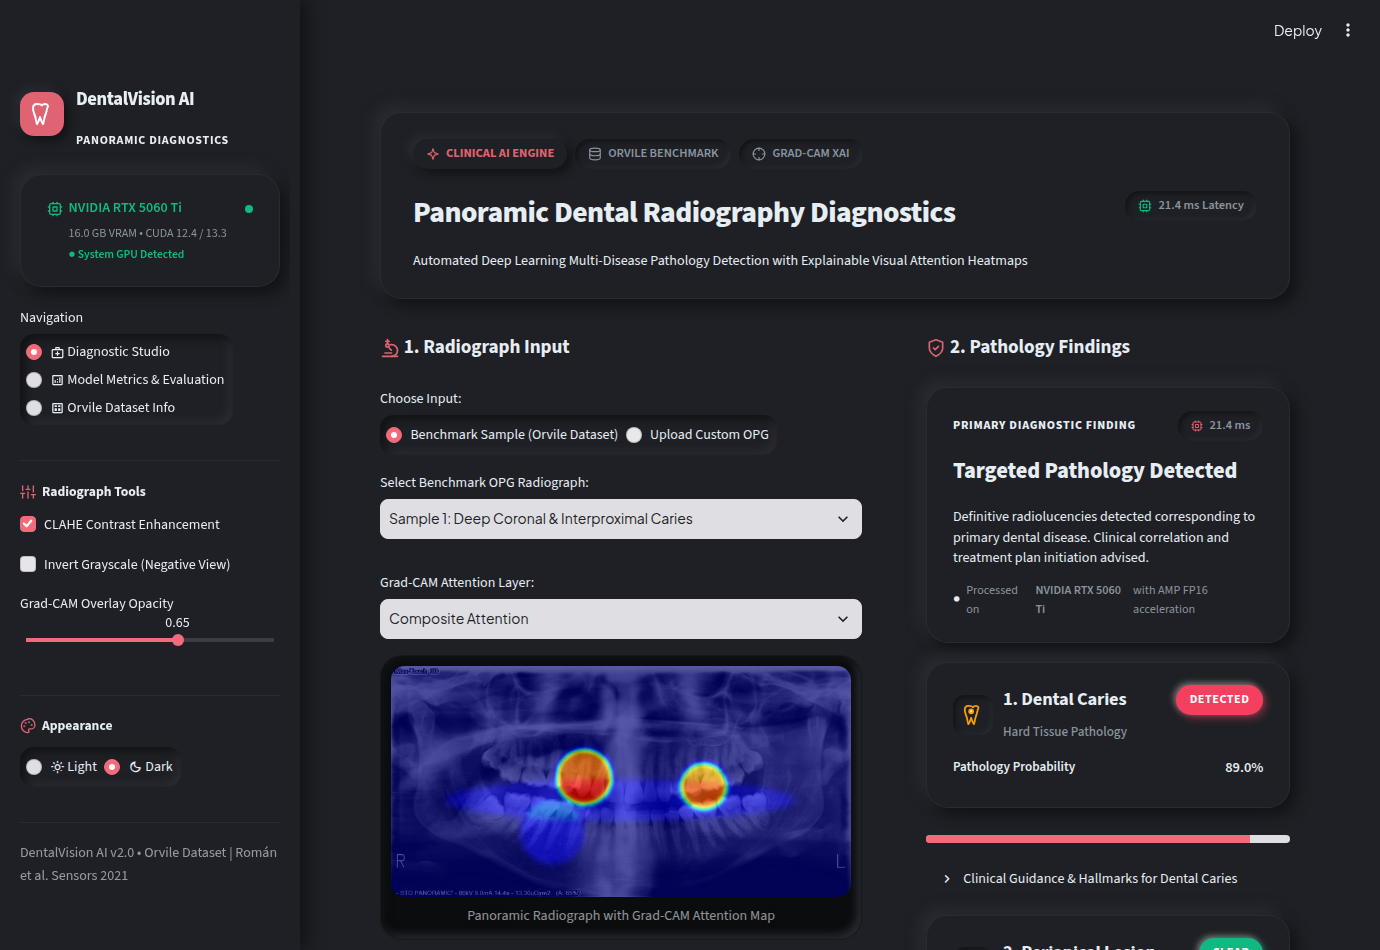 Deploy
DentalVision AI
PANORAMIC DIAGNOSTICS
NVIDIA RTX 5060 Ti
16.0 GB VRAM • CUDA 12.4 / 13.3
● System GPU Detected
Navigation
Diagnostic Studio
Model Metrics & Evaluation
Orvile Dataset Info
Radiograph Tools
CLAHE Contrast Enhancement
Invert Grayscale (Negative View)
Grad-CAM Overlay Opacity
0.65
Appearance
Light Dark
DentalVision AI v2.0 • Orvile Dataset | Román
et al. Sensors 2021
CLINICAL AI ENGINE ORVILE BENCHMARK GRAD-CAM XAI
Panoramic Dental Radiography Diagnostics
21.4 ms Latency
Automated Deep Learning Multi-Disease Pathology Detection with Explainable Visual Attention Heatmaps
1. Radiograph Input
Choose Input:
Benchmark Sample (Orvile Dataset) Upload Custom OPG
Select Benchmark OPG Radiograph:
Sample 1: Deep Coronal & Interproximal Caries
Grad-CAM Attention Layer:
Composite Attention
R L
Panoramic Radiograph with Grad-CAM Attention Map
2. Pathology Findings
PRIMARY DIAGNOSTIC FINDING
21.4 ms
Targeted Pathology Detected
Definitive radiolucencies detected corresponding to
primary dental disease. Clinical correlation and
treatment plan initiation advised.
● Processed on NVIDIA RTX 5060 Ti with AMP FP16 acceleration
1. Dental Caries
DETECTED
Hard Tissue Pathology
Pathology Probability 89.0%
Clinical Guidance & Hallmarks for Dental Caries
2. Periapical Lesion
CLEAR